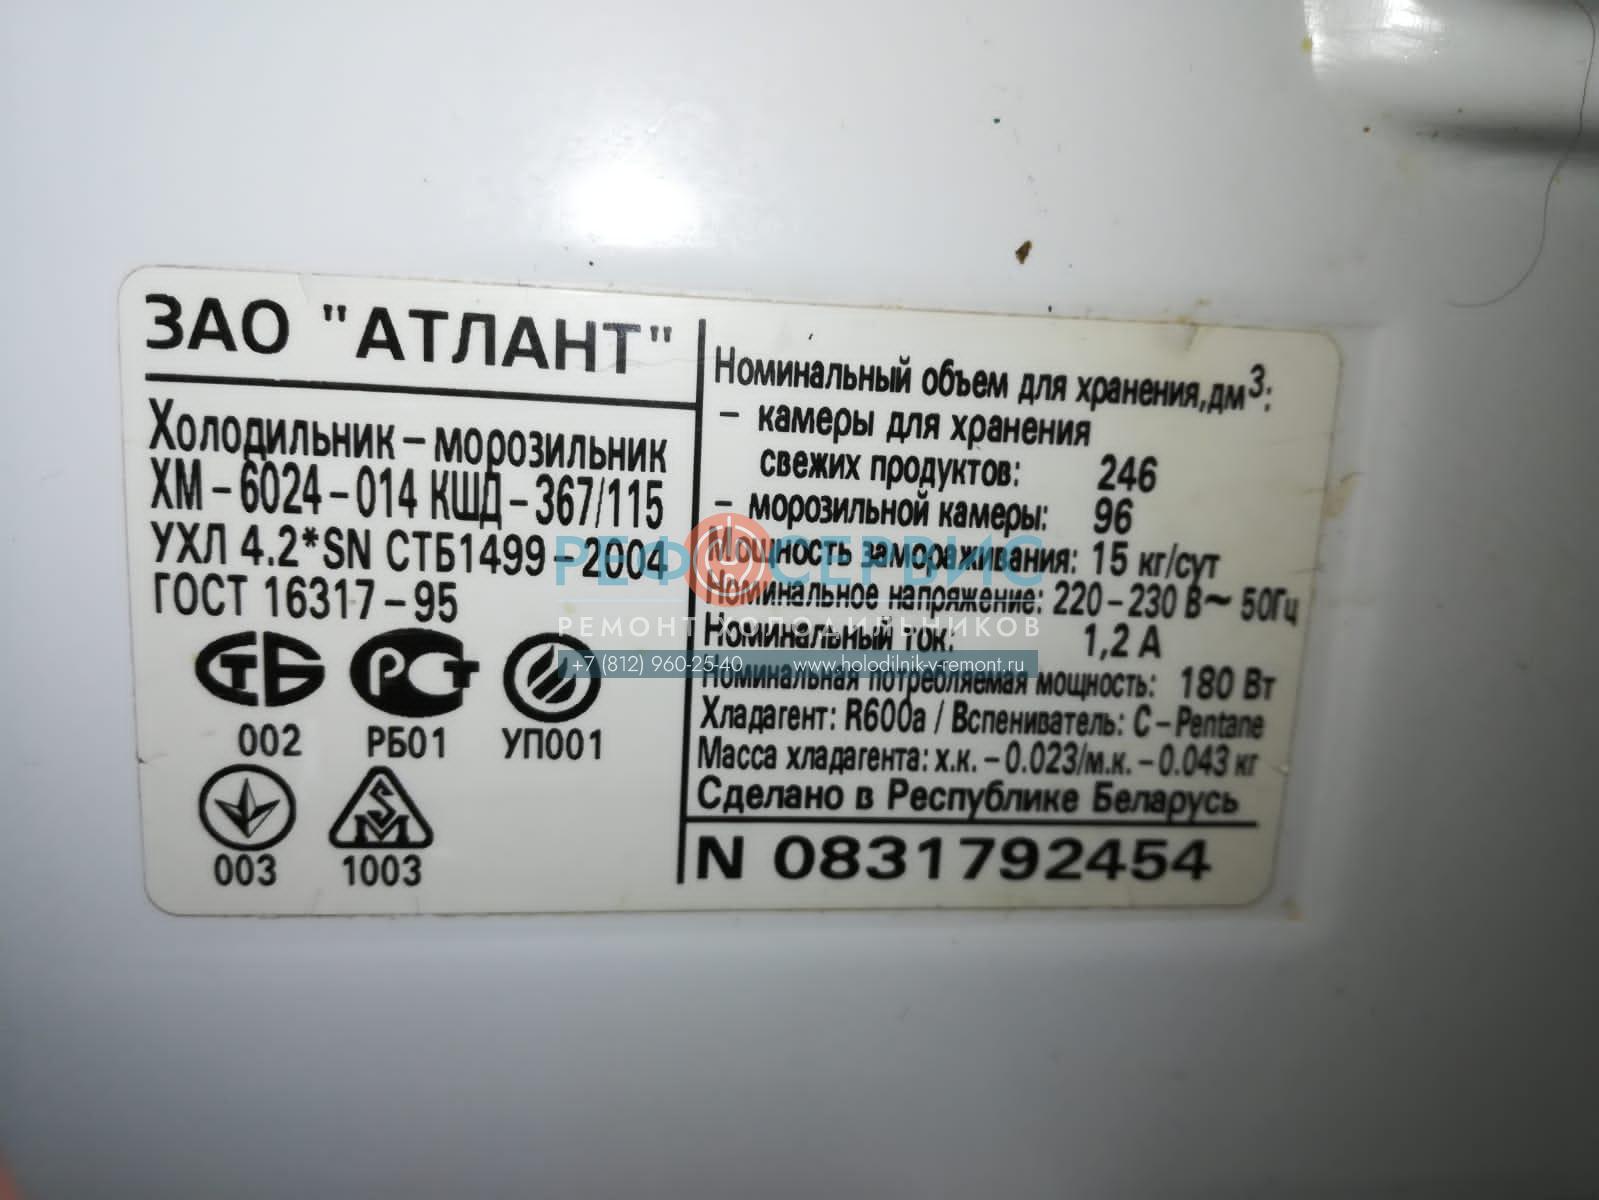 ЗАО "АТЛАНТ"
Холодильник – морозильник
ХМ – 6024 – 014 КШД – 367/115
УХЛ 4.2*SN СТБ1499 – 2004
ГОСТ 16317 – 95
СТБ РСТ
002 РБ01 УП001
SM
003 1003
Номинальный объем для хранения,дм³:
– камеры для хранения
свежих продуктов: 246
– морозильной камеры: 96
Мощность замораживания: 15 кг/сут
Номинальное напряжение: 220 – 230 В ~ 50Гц
Номинальный ток: 1,2 А
Номинальная потребляемая мощность: 180 Вт
Хладагент: R600a / Вспениватель: C – Pentane
Масса хладагента: х.к. – 0.023/м.к. – 0.043 кг
Сделано в Республике Беларусь
N 0831792454
РЕФСЕРВИС
РЕМОНТ ХОЛОДИЛЬНИКОВ
+7 (812) 960-25-40 www.holodilnik-v-remont.ru